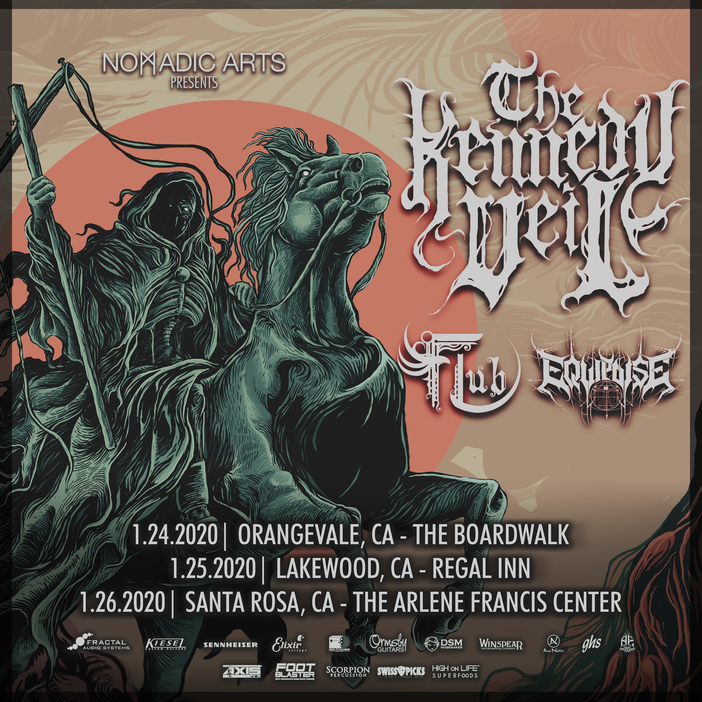 NOMADIC ARTS
PRESENTS
The
Kennedy
Veil
Flub
EQUIPOISE
1.24.2020| ORANGEVALE, CA - THE BOARDWALK
1.25.2020| LAKEWOOD, CA - REGAL INN
1.26.2020| SANTA ROSA, CA - THE ARLENE FRANCIS CENTER
FRACTAL
AUDIO SYSTEMS
KIESEL
SENNHEISER
Elixir
STRINGS
Ormsby
GUITARS
DSM
WINSPEAR
ghs
AXIS
FOOT
BLASTER
SCORPION
PERCUSSION
SWISS PICKS
HIGH ON LIFE
SUPERFOODS